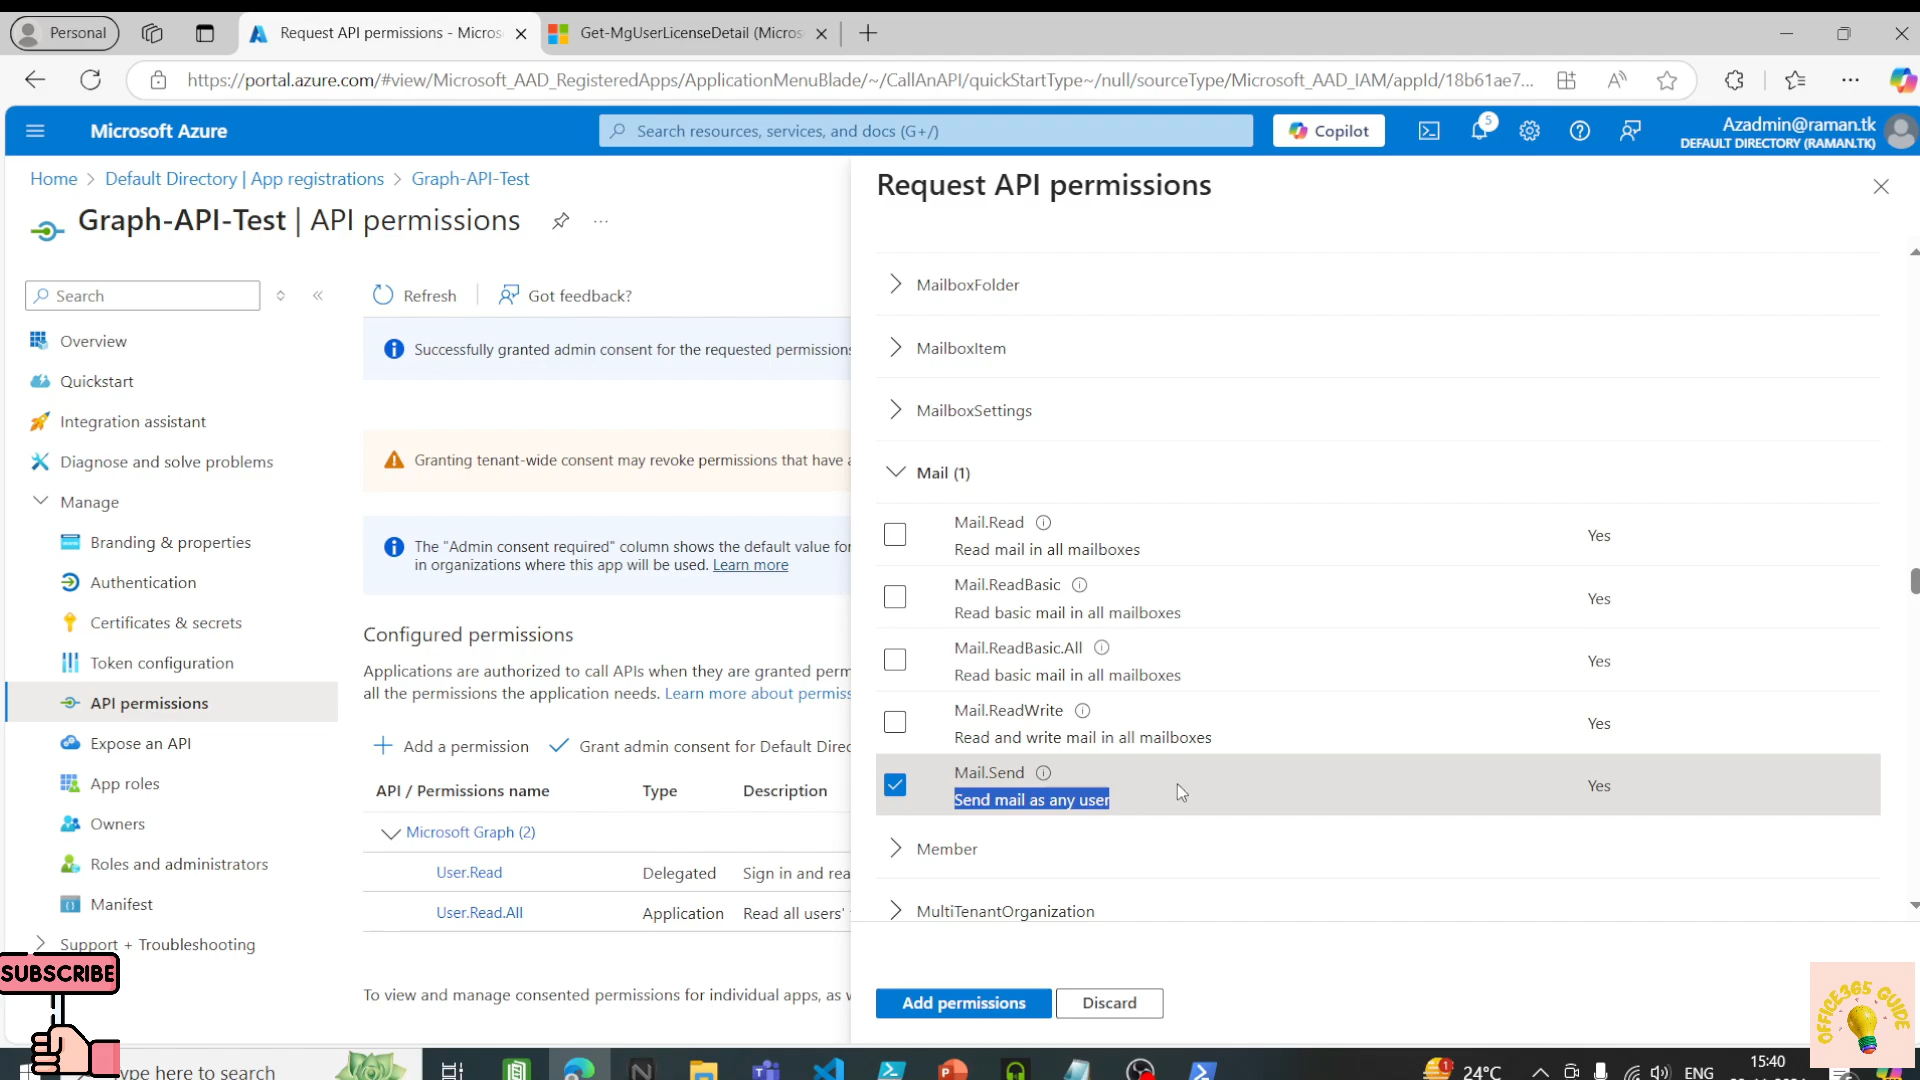 Personal
Request API permissions - Micros
Get-MgUserLicenseDetail (Micros
https://portal.azure.com/#view/Microsoft_AAD_RegisteredApps/ApplicationMenuBlade/~/CallAnAPI/quickStartType~/null/sourceType/Microsoft_AAD_IAM/appId/18b61ae7...
Microsoft Azure
Search resources, services, and docs (G+/)
Copilot
5
Azadmin@raman.tk
DEFAULT DIRECTORY (RAMAN.TK)
Home > Default Directory | App registrations > Graph-API-Test
Graph-API-Test | API permissions
Search
Overview
Quickstart
Integration assistant
Diagnose and solve problems
Manage
Branding & properties
Authentication
Certificates & secrets
Token configuration
API permissions
Expose an API
App roles
Owners
Roles and administrators
Manifest
Support + Troubleshooting
Refresh
Got feedback?
Successfully granted admin consent for the requested permissions
Granting tenant-wide consent may revoke permissions that have a
The "Admin consent required" column shows the default value for
in organizations where this app will be used. Learn more
Configured permissions
Applications are authorized to call APIs when they are granted perm
all the permissions the application needs. Learn more about permiss
Add a permission
Grant admin consent for Default Direc
API / Permissions name Type Description
Microsoft Graph (2)
User.Read Delegated Sign in and rea
User.Read.All Application Read all users'
To view and manage consented permissions for individual apps, as w
Request API permissions
MailboxFolder
MailboxItem
MailboxSettings
Mail (1)
Mail.Read
Read mail in all mailboxes
Yes
Mail.ReadBasic
Read basic mail in all mailboxes
Yes
Mail.ReadBasic.All
Read basic mail in all mailboxes
Yes
Mail.ReadWrite
Read and write mail in all mailboxes
Yes
Mail.Send
Send mail as any user
Yes
Member
MultiTenantOrganization
Add permissions
Discard
SUBSCRIBE
OFFICE365 GUIDE
ype here to search
24°C
ENG
15:40